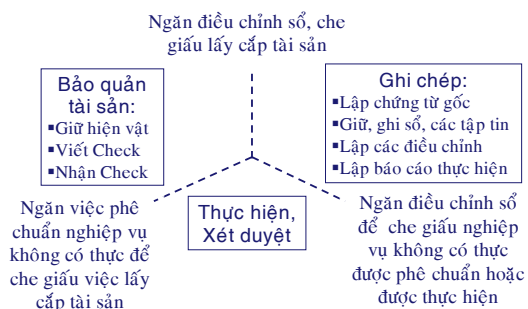 Ngăn điều chỉnh sổ, che
giấu lấy cắp tài sản
Bảo quản
tài sản:
▪Giữ hiện vật
▪Viết Check
▪Nhận Check
Ghi chép:
▪Lập chứng từ gốc
▪Giữ, ghi sổ, các tập tin
▪Lập các điều chỉnh
▪Lập báo cáo thực hiện
Ngăn việc phê
chuẩn nghiệp vụ
không có thực để
che giấu việc lấy
cắp tài sản
Thực hiện,
Xét duyệt
Ngăn điều chỉnh sổ
để che giấu nghiệp
vụ không có thực
được phê chuẩn hoặc
được thực hiện